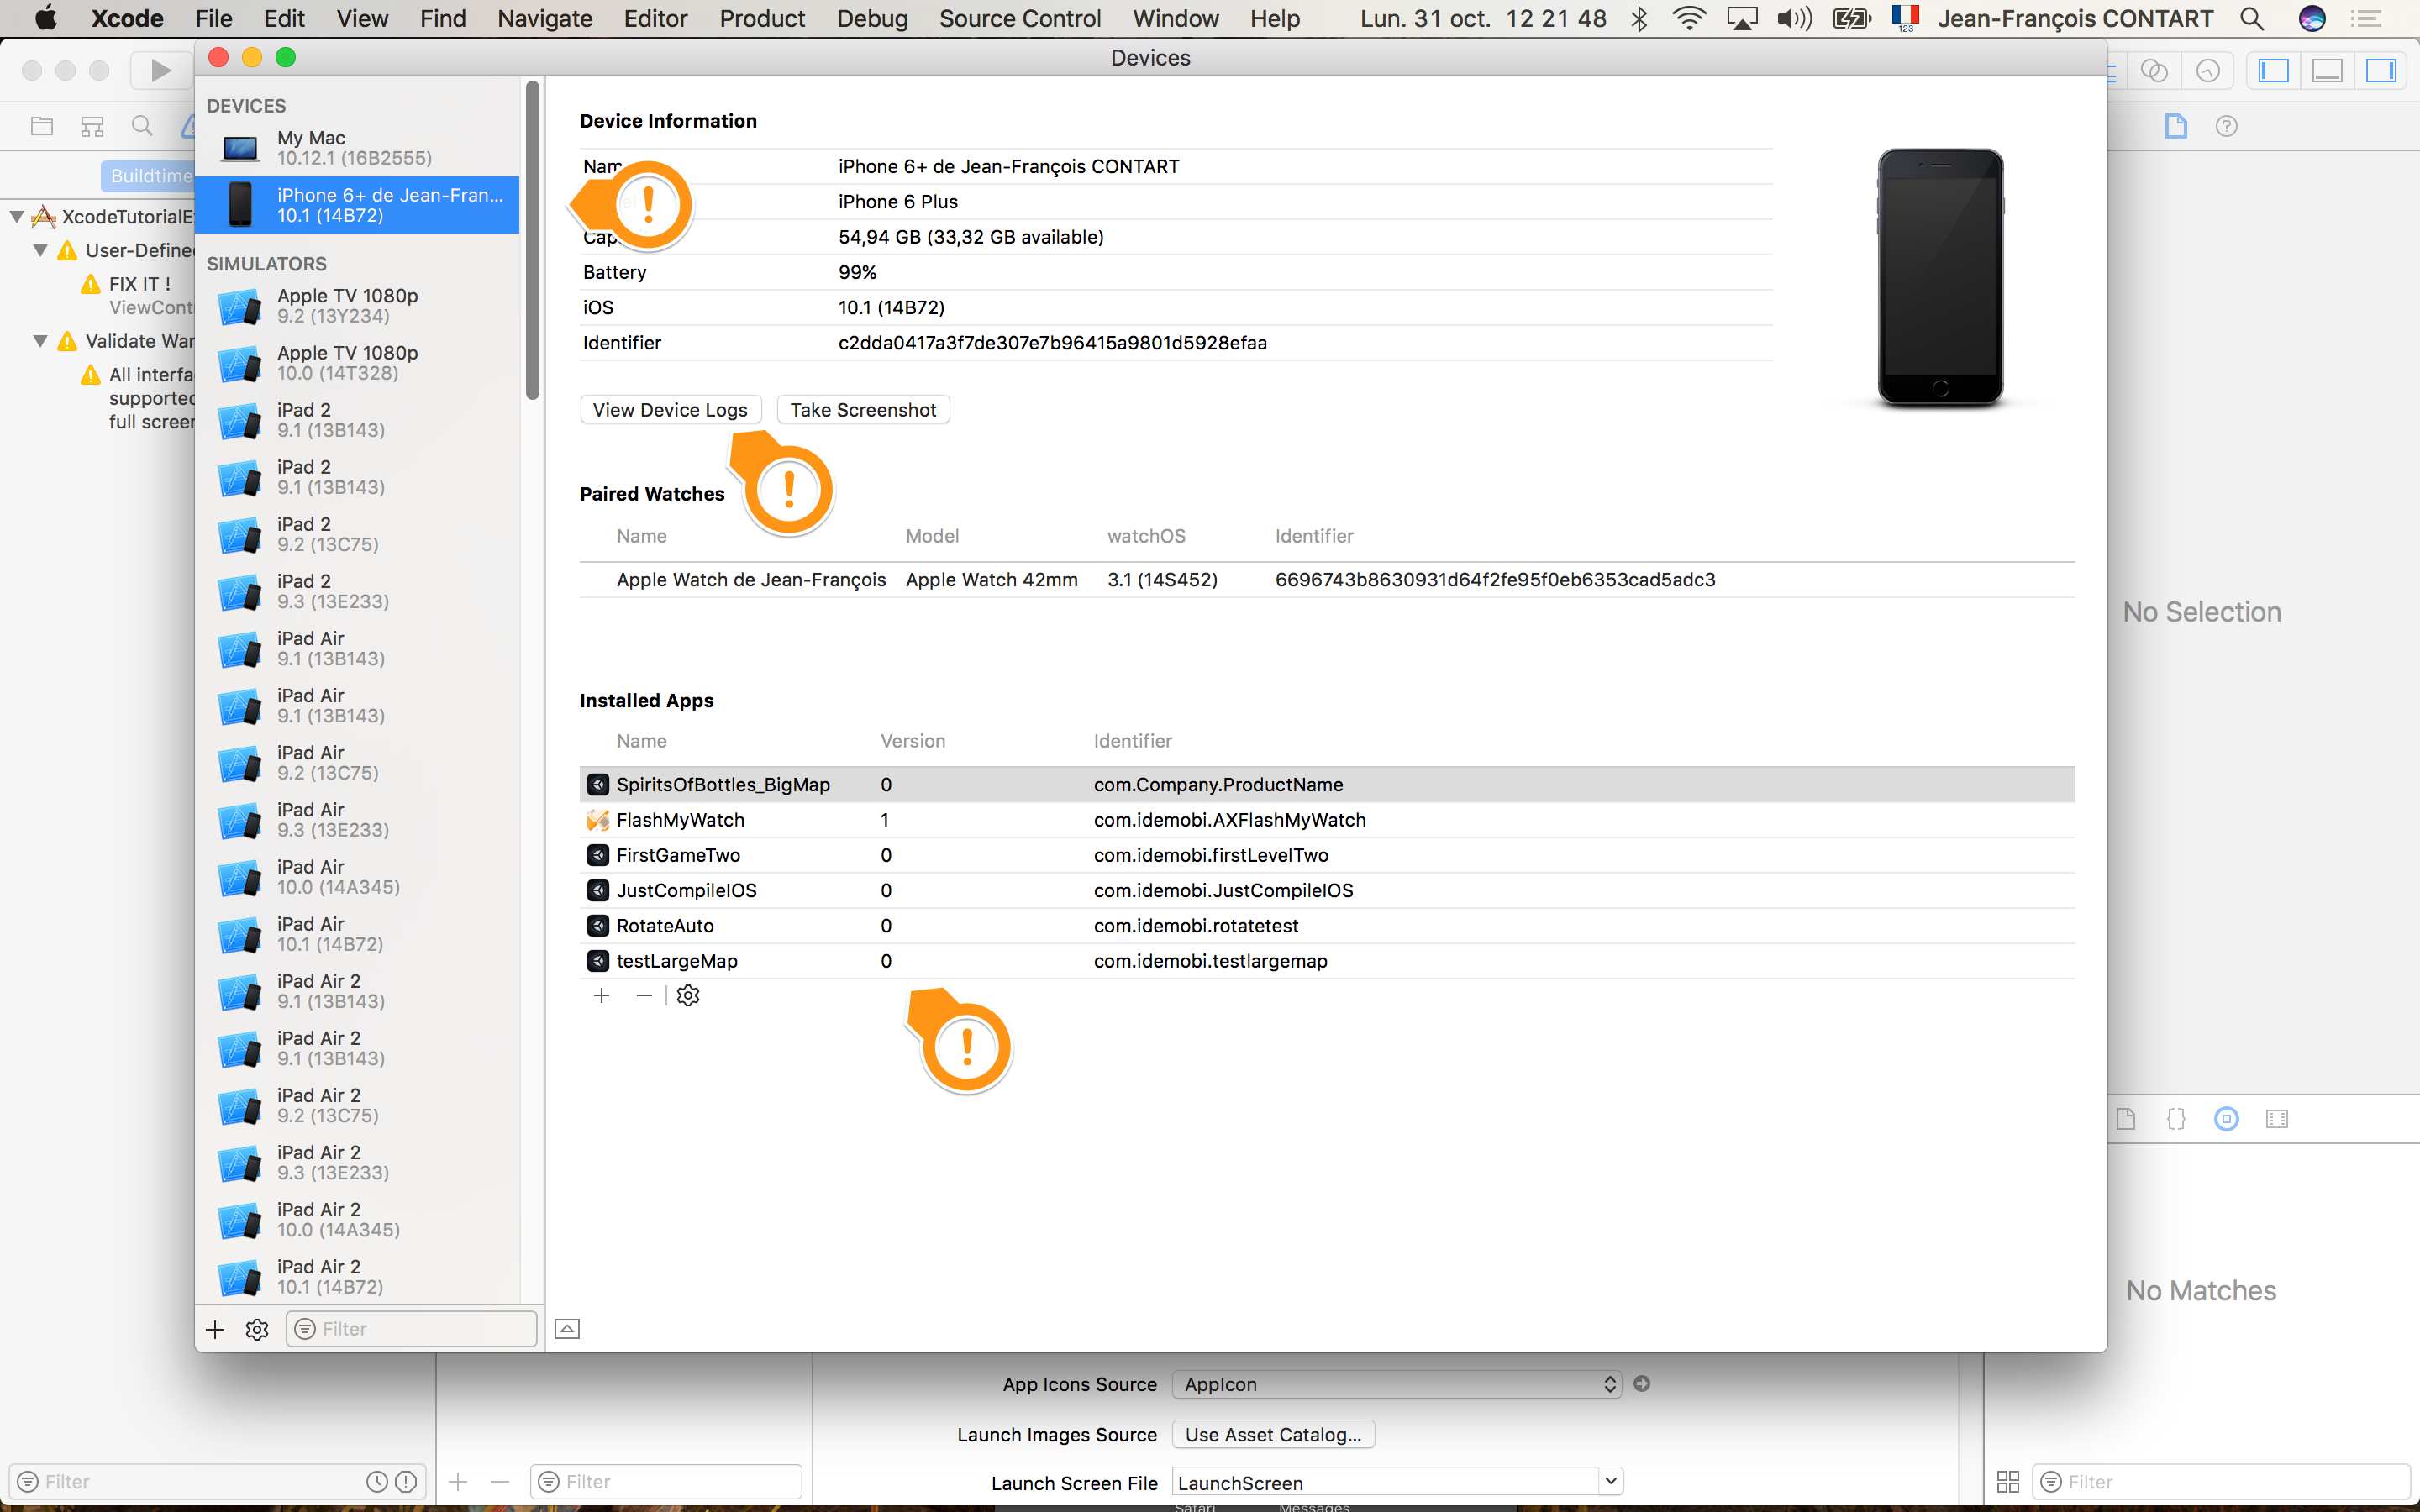 Xcode File Edit View Find Navigate Editor Product Debug Source Control Window Help Lun. 31 oct. 12 21 48 123 Jean-François CONTART
Devices
DEVICES
My Mac
10.12.1 (16B2555)
iPhone 6+ de Jean-Fran...
10.1 (14B72)
SIMULATORS
Apple TV 1080p
9.2 (13Y234)
Apple TV 1080p
10.0 (14T328)
iPad 2
9.1 (13B143)
iPad 2
9.1 (13B143)
iPad 2
9.2 (13C75)
iPad 2
9.3 (13E233)
iPad Air
9.1 (13B143)
iPad Air
9.1 (13B143)
iPad Air
9.2 (13C75)
iPad Air
9.3 (13E233)
iPad Air
10.0 (14A345)
iPad Air
10.1 (14B72)
iPad Air 2
9.1 (13B143)
iPad Air 2
9.1 (13B143)
iPad Air 2
9.2 (13C75)
iPad Air 2
9.3 (13E233)
iPad Air 2
10.0 (14A345)
iPad Air 2
10.1 (14B72)
Filter
Buildtime
XcodeTutorialE
User-Define
FIX IT !
ViewCont
Validate War
All interfa
supported
full screen
Device Information
Nam iPhone 6+ de Jean-François CONTART
iPhone 6 Plus
Cap 54,94 GB (33,32 GB available)
Battery 99%
iOS 10.1 (14B72)
Identifier c2dda0417a3f7de307e7b96415a9801d5928efaa
View Device Logs Take Screenshot
Paired Watches
Name Model watchOS Identifier
Apple Watch de Jean-François Apple Watch 42mm 3.1 (14S452) 6696743b8630931d64f2fe95f0eb6353cad5adc3
Installed Apps
Name Version Identifier
SpiritsOfBottles_BigMap 0 com.Company.ProductName
FlashMyWatch 1 com.idemobi.AXFlashMyWatch
FirstGameTwo 0 com.idemobi.firstLevelTwo
JustCompileIOS 0 com.idemobi.JustCompileIOS
RotateAuto 0 com.idemobi.rotatetest
testLargeMap 0 com.idemobi.testlargemap
No Selection
No Matches
App Icons Source AppIcon
Launch Images Source Use Asset Catalog...
Launch Screen File LaunchScreen
Filter
Filter
Filter
Safari Messages